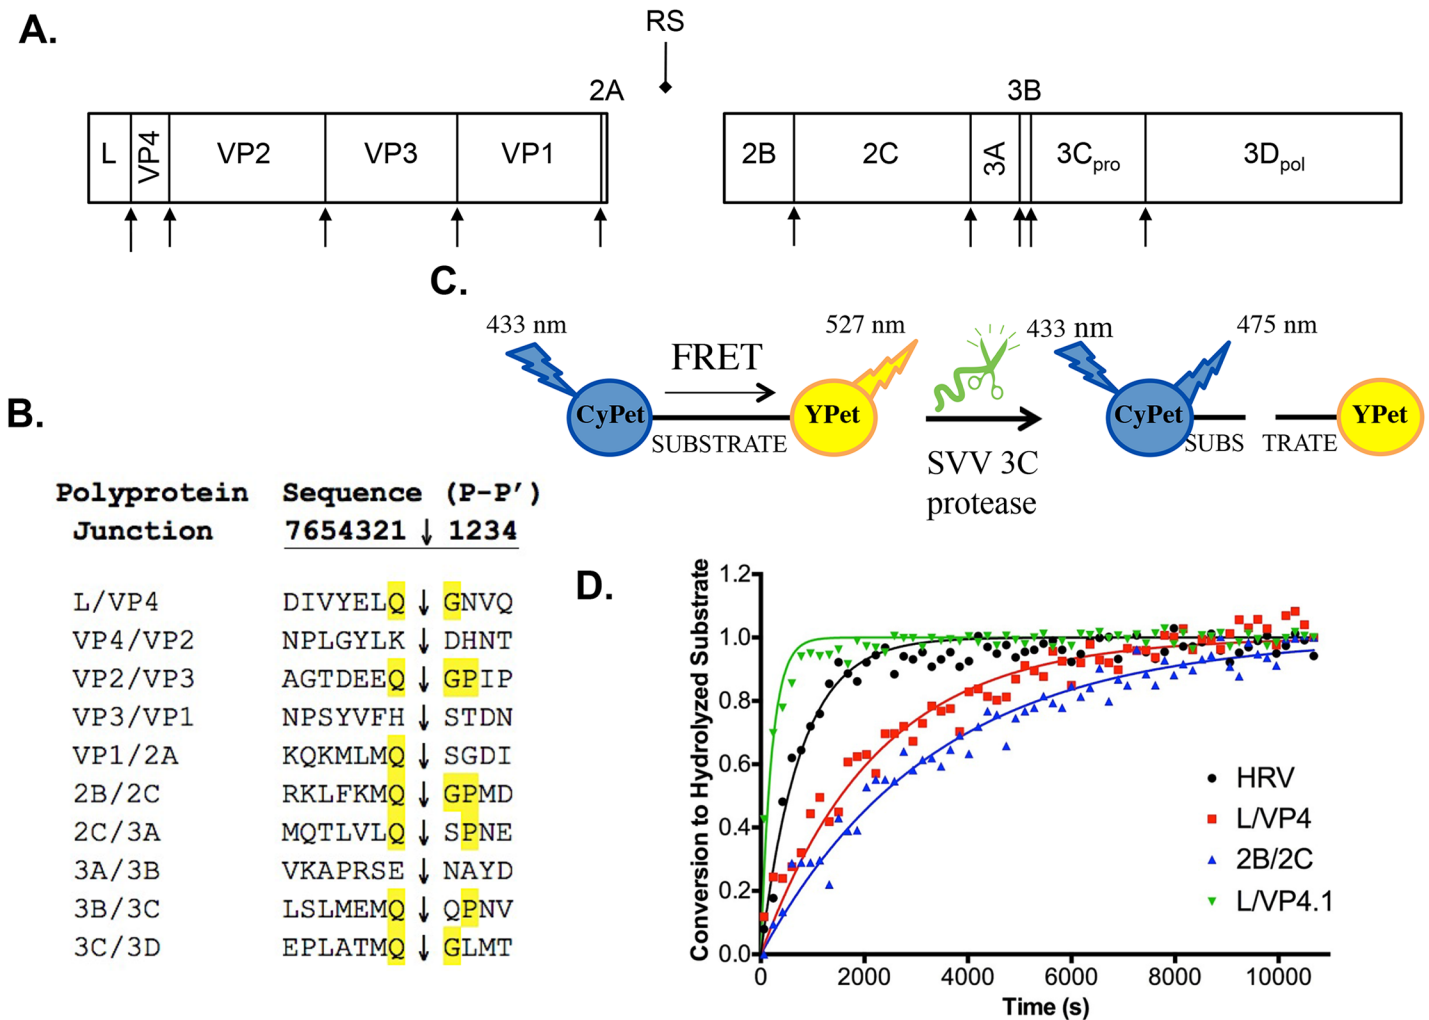 A.
RS
2A
3B
L VP4 VP2 VP3 VP1 2B 2C 3A 3Cpro 3Dpol
C.
433 nm 527 nm 433 nm 475 nm
FRET
CyPet YPet CyPet YPet
SUBSTRATE SUBS TRATE
SVV 3C
protease
B.
Polyprotein Sequence (P-P’)
Junction 7654321 ↓ 1234
L/VP4 DIVYELQ ↓ GNVQ
VP4/VP2 NPLGYLK ↓ DHNT
VP2/VP3 AGTDEEQ ↓ GPIP
VP3/VP1 NPSYVFH ↓ STDN
VP1/2A KQKMLMQ ↓ SGDI
2B/2C RKLFKMQ ↓ GPMD
2C/3A MQTLVLQ ↓ SPNE
3A/3B VKAPRSE ↓ NAYD
3B/3C LSLMEMQ ↓ QPNV
3C/3D EPLATMQ ↓ GLMT
D.
Conversion to Hydrolyzed Substrate
1.2
1.0
0.8
0.6
0.4
0.2
0.0
0 2000 4000 6000 8000 10000
Time (s)
HRV
L/VP4
2B/2C
L/VP4.1